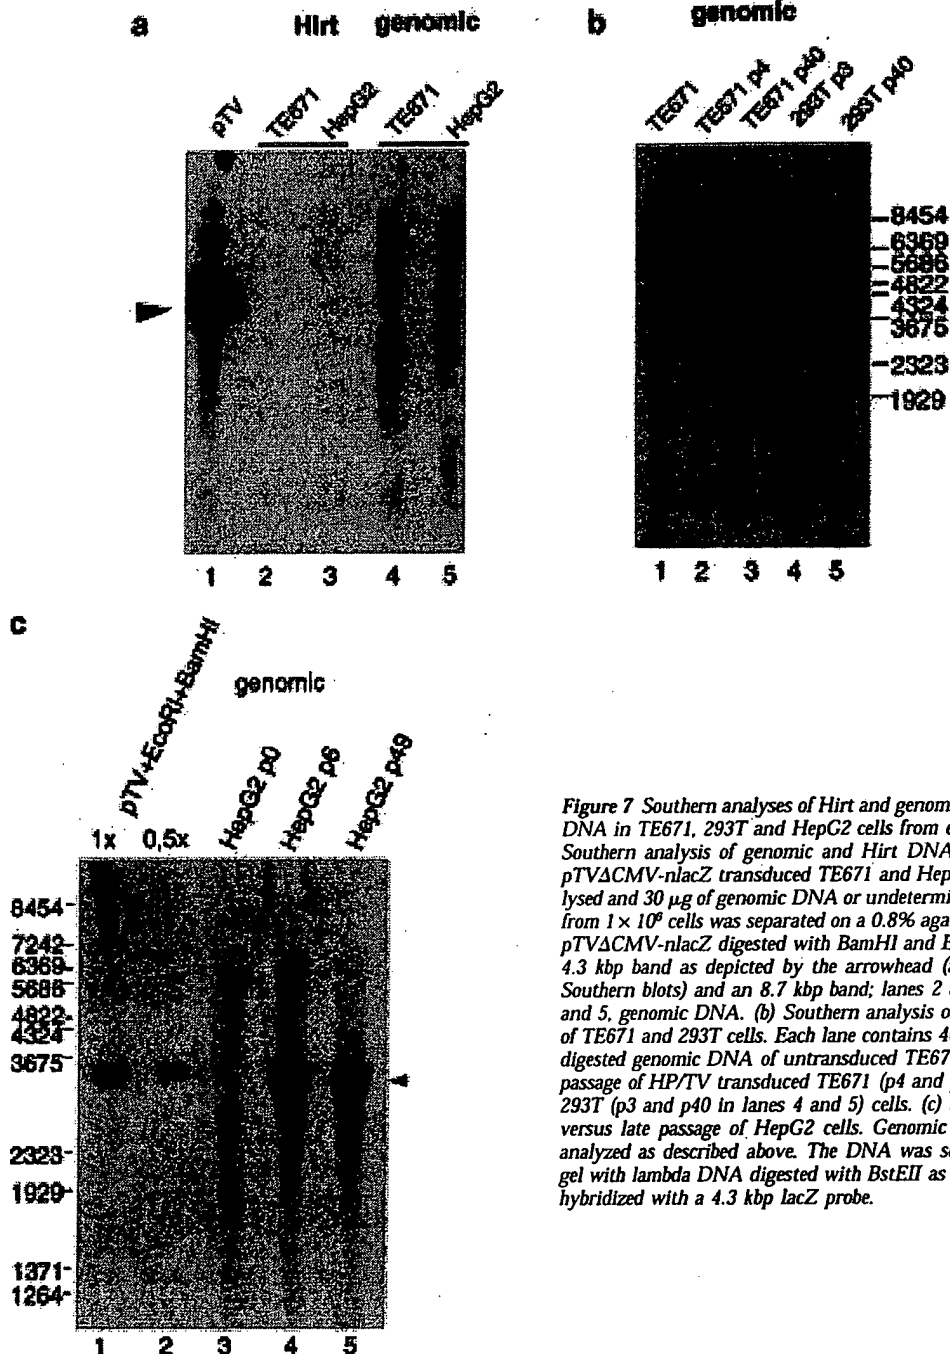 a Hirt genomic
pTV TE671 HepG2 TE671 HepG2
1 2 3 4 5
b genomic
TE671 TE671 p4 TE671 p40 293T p3 293T p40
8454
6369
5686
4822
4324
3675
2323
1929
1 2 3 4 5
c
pTV+EcoRI+BamHI
genomic
1x 0,5x HepG2 p0 HepG2 p6 HepG2 p49
8454
7242
6369
5686
4822
4324
3675
2323
1929
1371
1264
1 2 3 4 5
Figure 7 Southern analyses of Hirt and genom
DNA in TE671, 293T and HepG2 cells from e
Southern analysis of genomic and Hirt DNA
pTVΔCMV-nlacZ transduced TE671 and Hep
lysed and 30 μg of genomic DNA or undetermi
from 1 × 10⁶ cells was separated on a 0.8% aga
pTVΔCMV-nlacZ digested with BamHI and E
4.3 kbp band as depicted by the arrowhead (
Southern blots) and an 8.7 kbp band; lanes 2
and 5, genomic DNA. (b) Southern analysis o
of TE671 and 293T cells. Each lane contains 4
digested genomic DNA of untransduced TE67
passage of HP/TV transduced TE671 (p4 and
293T (p3 and p40 in lanes 4 and 5) cells. (c)
versus late passage of HepG2 cells. Genomic
analyzed as described above. The DNA was s
gel with lambda DNA digested with BstEII as
hybridized with a 4.3 kbp lacZ probe.